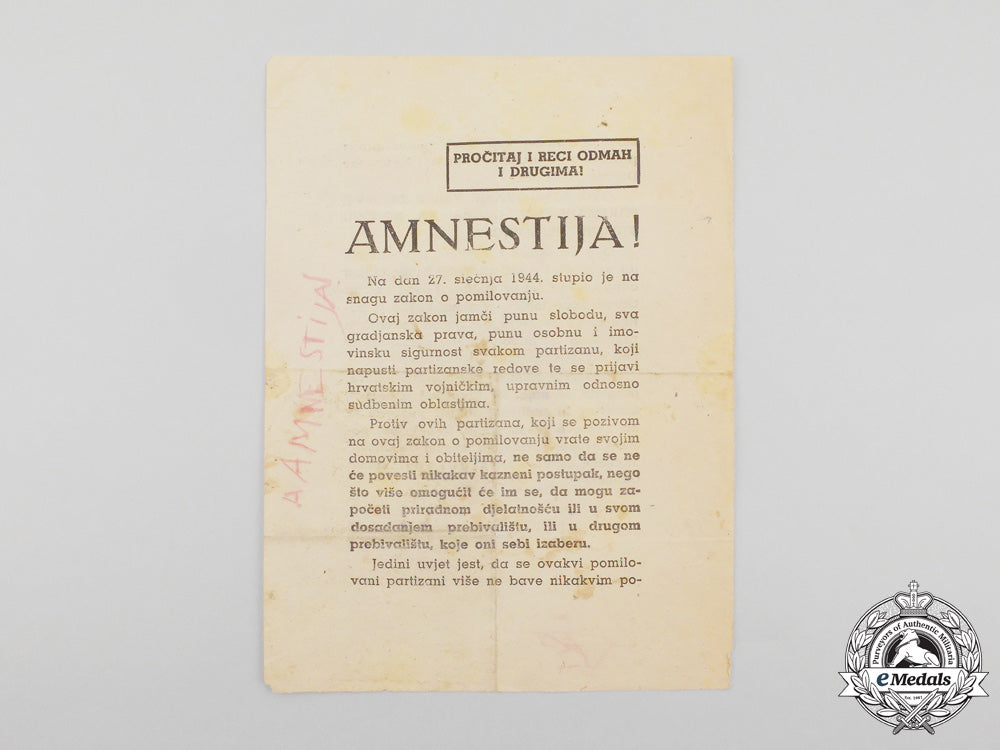 PROČITAJ I RECI ODMAH
I DRUGIMA!
AMNESTIJA!
Na dan 27. siečnja 1944. stupio je na
snagu zakon o pomilovanju.
Ovaj zakon jamči punu slobodu, sva
gradjanska prava, punu osobnu i imo-
vinsku sigurnost svakom partizanu, koji
napusti partizanske redove te se prijavi
hrvatskim vojničkim, upravnim odnosno
sudbenim oblastima.
Protiv ovih partizana, koji se pozivom
na ovaj zakon o pomilovanju vrate svojim
domovima i obiteljima, ne samo da se ne
će povesti nikakav kazneni postupak, nego
što više omogućit će im se, da mogu za-
početi priradnom djelatnošću ili u svom
dosadanjem prebivalištu, ili u drugom
prebivalištu, koje oni sebi izaberu.
Jedini uvjet jest, da se ovakvi pomilo-
vani partizani više ne bave nikakvim po-
A AMNESTIJA
Purveyors of Authentic Militaria
eMedals
Est. 1967